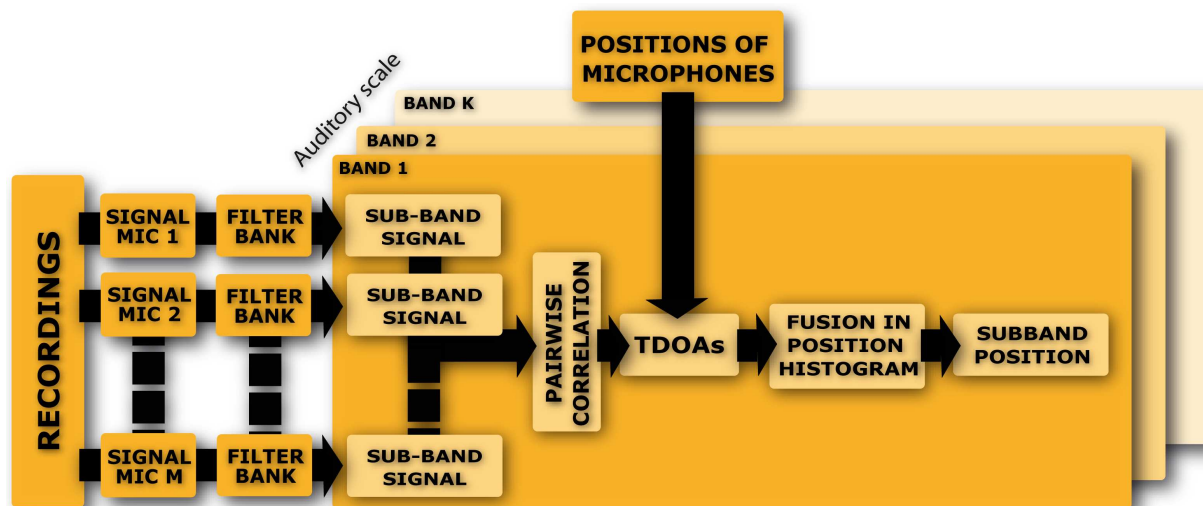 POSITIONS OF
MICROPHONES
Auditory scale
BAND K
BAND 2
BAND 1
RECORDINGS
SIGNAL
MIC 1
FILTER
BANK
SUB-BAND
SIGNAL
SIGNAL
MIC 2
FILTER
BANK
SUB-BAND
SIGNAL
PAIRWISE
CORRELATION
TDOAs
FUSION IN
POSITION
HISTOGRAM
SUBBAND
POSITION
SIGNAL
MIC M
FILTER
BANK
SUB-BAND
SIGNAL